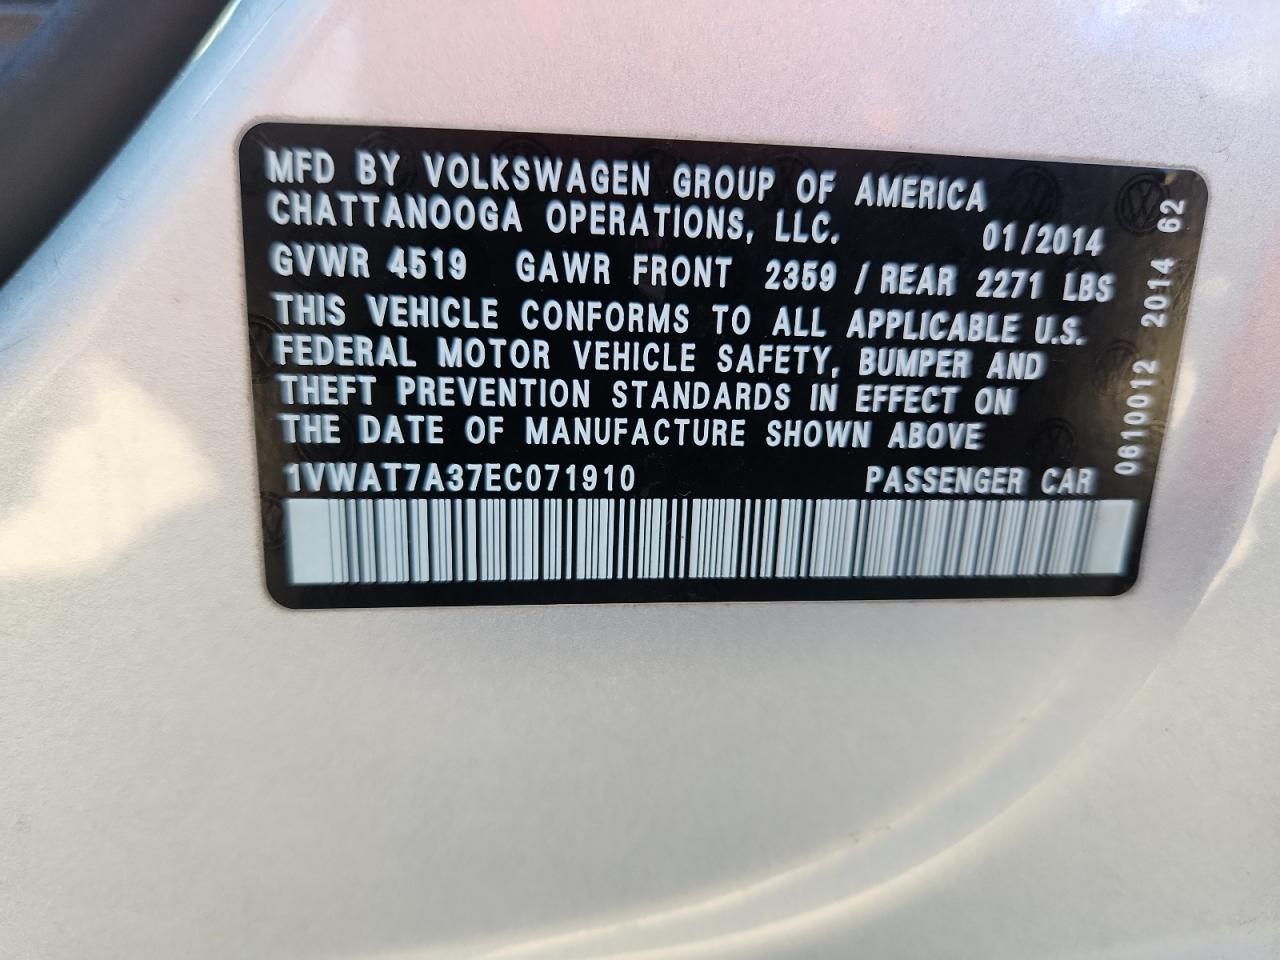 MFD BY VOLKSWAGEN GROUP OF AMERICA
CHATTANOOGA OPERATIONS, LLC. 01/2014
GVWR 4519 GAWR FRONT 2359 / REAR 2271 LBS
THIS VEHICLE CONFORMS TO ALL APPLICABLE U.S.
FEDERAL MOTOR VEHICLE SAFETY, BUMPER AND
THEFT PREVENTION STANDARDS IN EFFECT ON
THE DATE OF MANUFACTURE SHOWN ABOVE
1VWAT7A37EC071910 PASSENGER CAR
0610012 2014 62